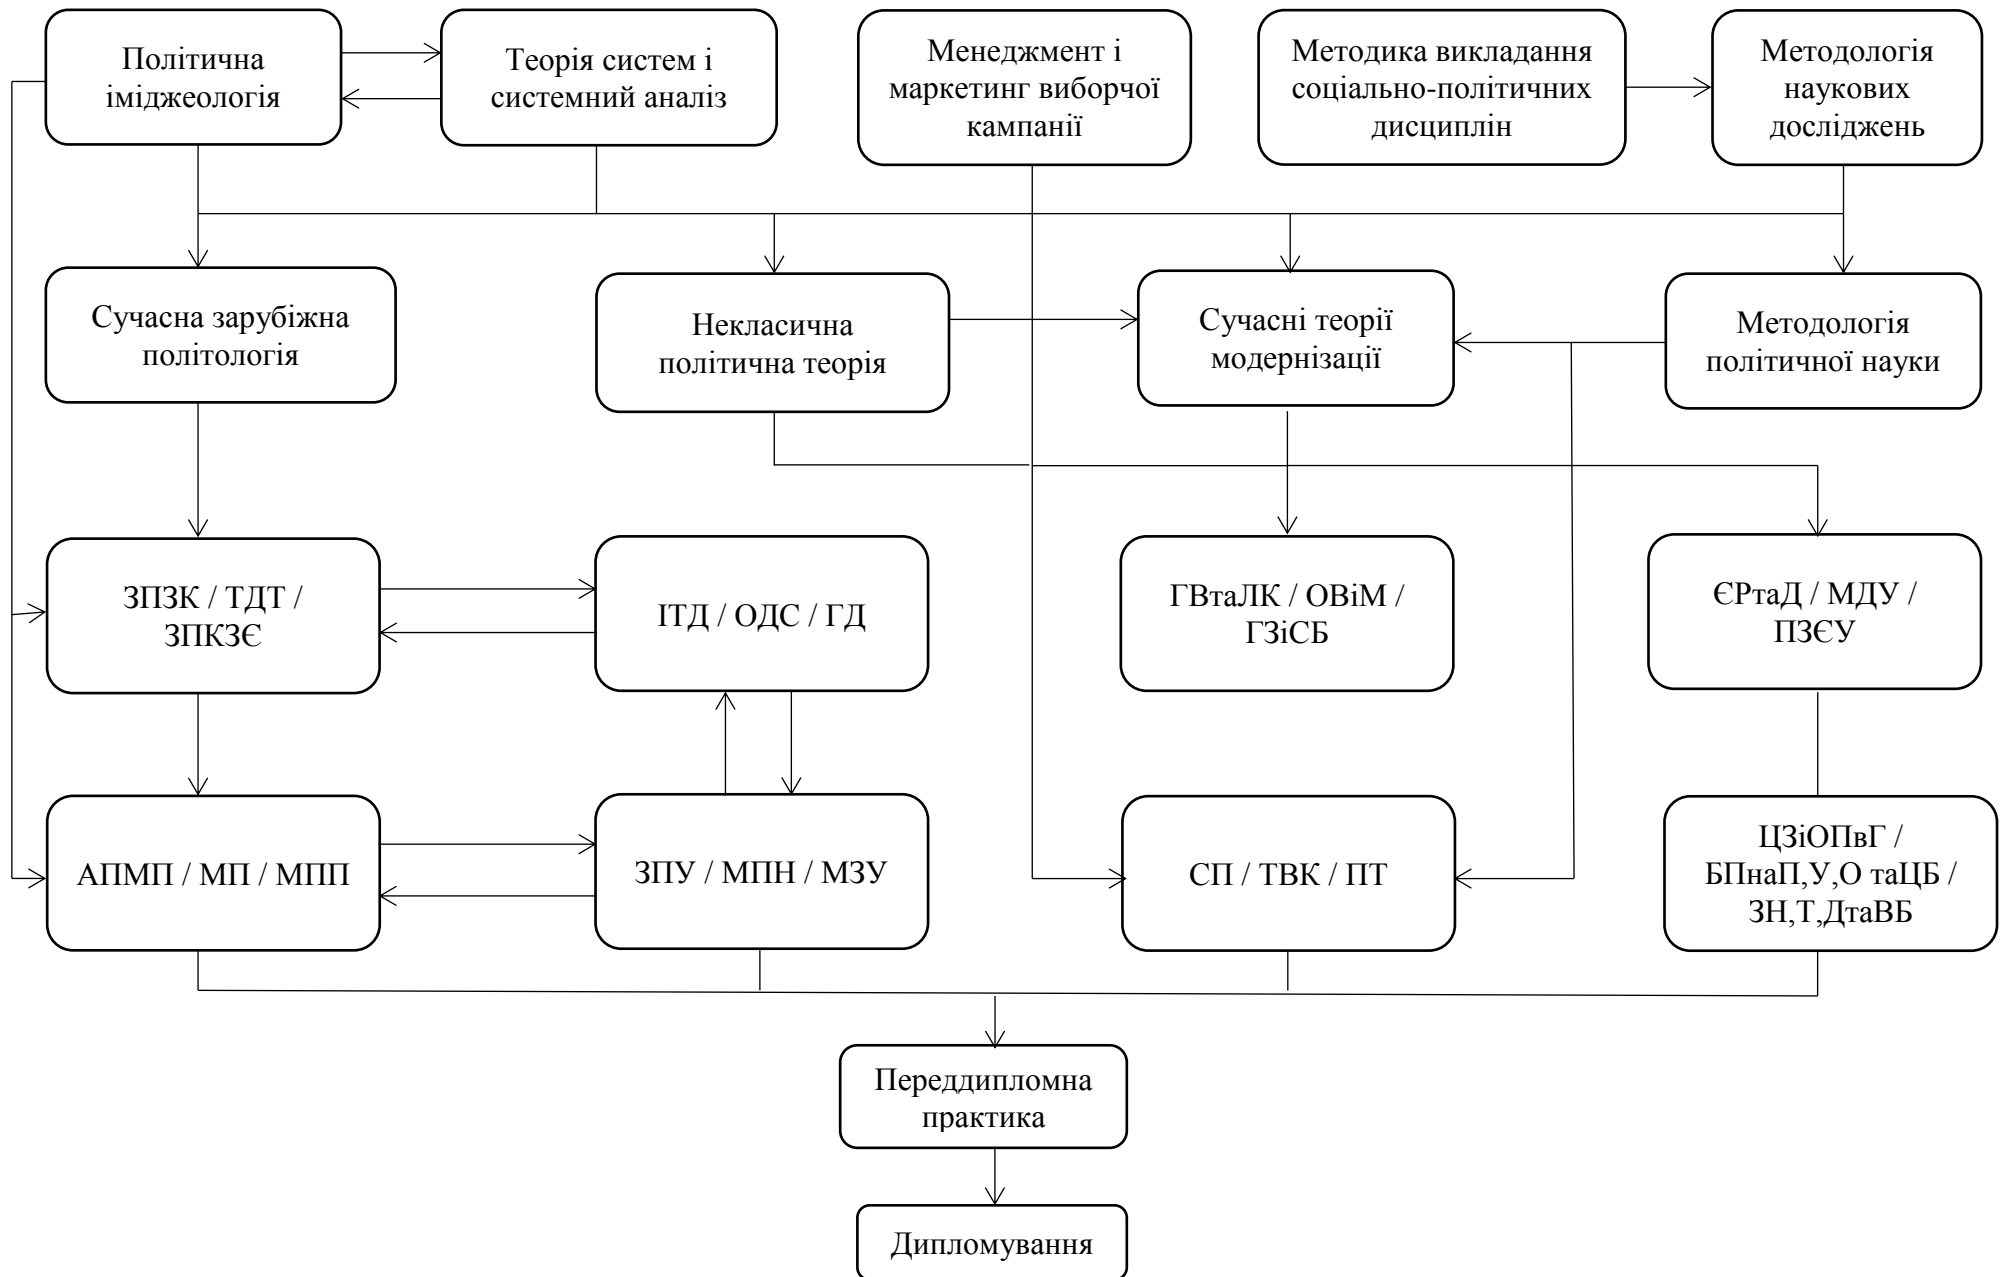 Політична
іміджеологія
Теорія систем і
системний аналіз
Менеджмент і
маркетинг виборчої
кампанії
Методика викладання
соціально-політичних
дисциплін
Методологія
наукових
досліджень
Сучасна зарубіжна
політологія
Некласична
політична теорія
Сучасні теорії
модернізації
Методологія
політичної науки
ЗПЗК / ТДТ /
ЗПКЗЄ
ІТД / ОДС / ГД
ГВтаЛК / ОВіМ /
ГЗіСБ
ЄРтаД / МДУ /
ПЗЄУ
АПМП / МП / МПП
ЗПУ / МПН / МЗУ
СП / ТВК / ПТ
ЦЗіОПвГ /
БПнаП,У,О таЦБ /
ЗН,Т,ДтаВБ
Переддипломна
практика
Дипломування